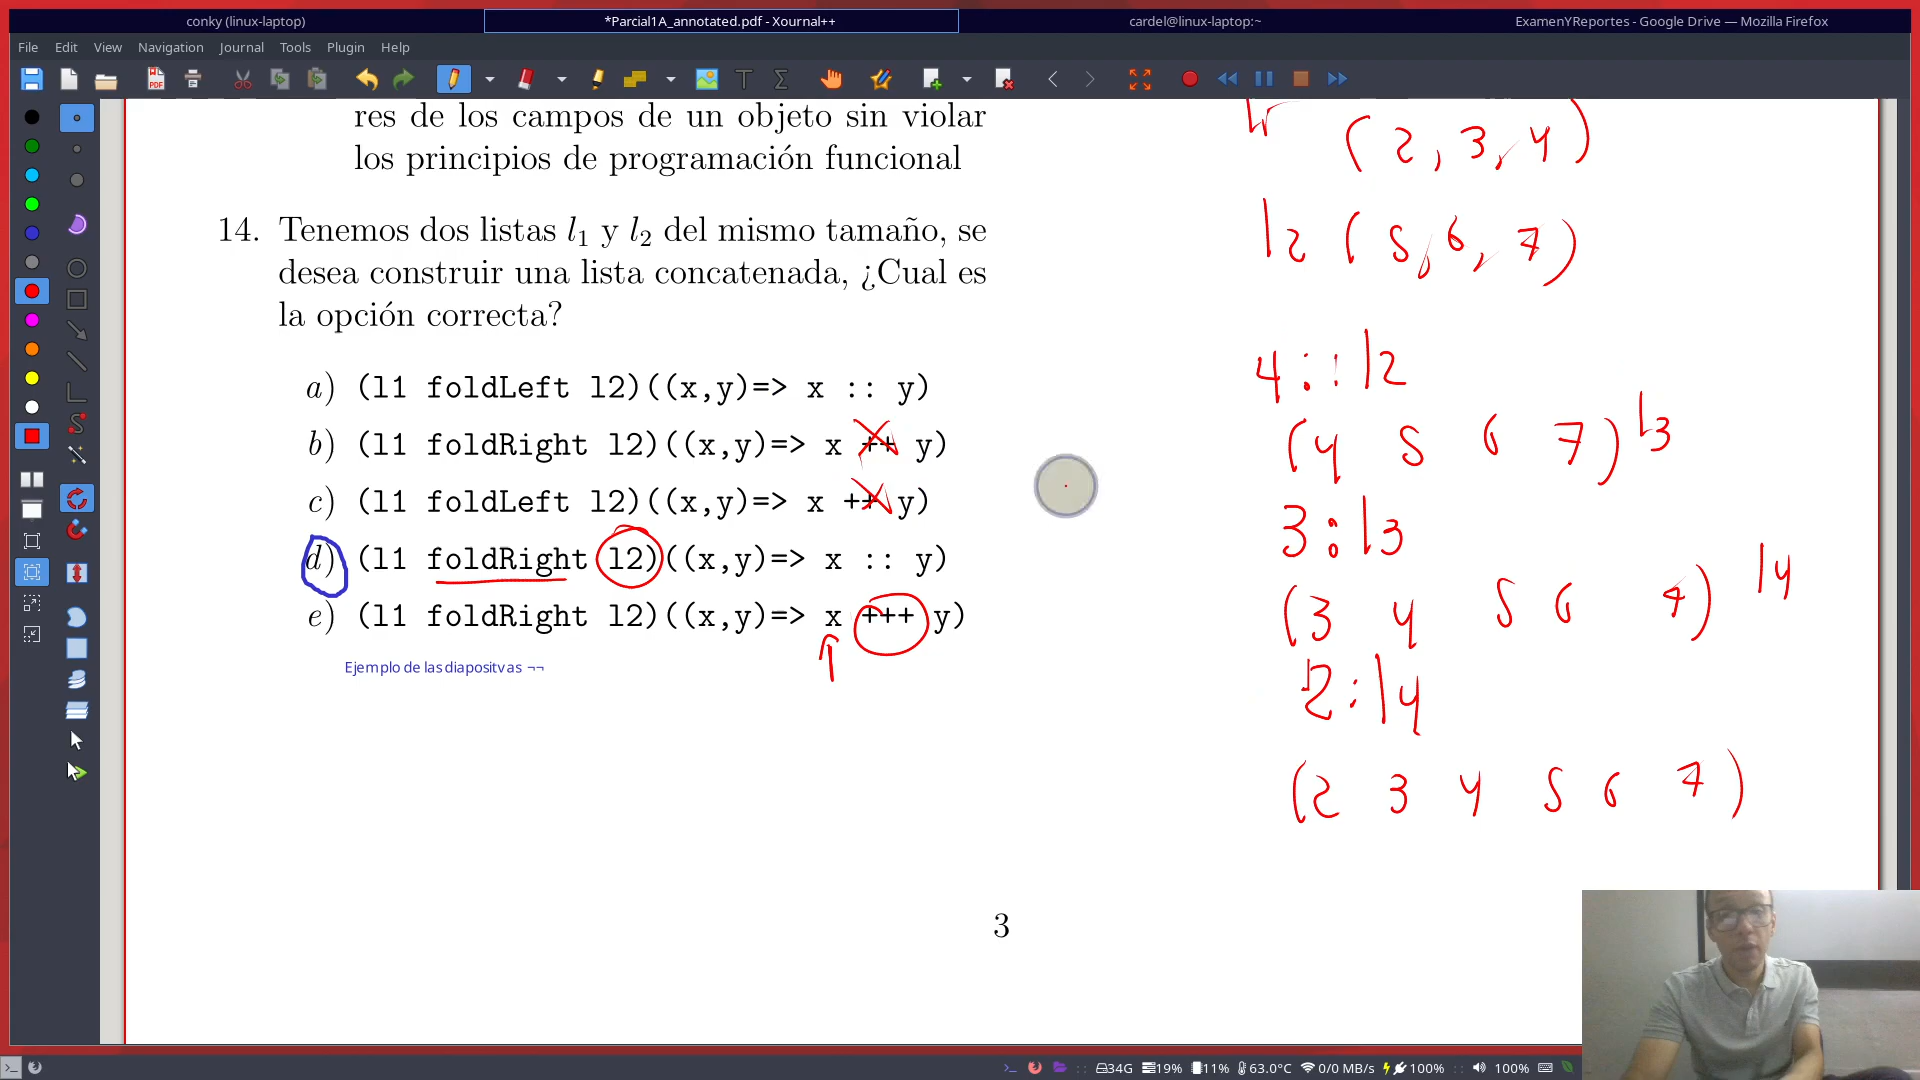 conky (linux-laptop)
*Parcial1A_annotated.pdf - Xournal++
cardel@linux-laptop:~
ExamenYReportes - Google Drive — Mozilla Firefox
File Edit View Navigation Journal Tools Plugin Help
res de los campos de un objeto sin violar
los principios de programación funcional
14. Tenemos dos listas l1 y l2 del mismo tamaño, se
desea construir una lista concatenada, ¿Cual es
la opción correcta?
a) (l1 foldLeft l2)((x,y)=> x :: y)
b) (l1 foldRight l2)((x,y)=> x ++ y)
c) (l1 foldLeft l2)((x,y)=> x ++ y)
d) (l1 foldRight l2)((x,y)=> x :: y)
e) (l1 foldRight l2)((x,y)=> x +++ y)
Ejemplo de las diapositvas ¬¬
3
(2, 3, 4)
l2 (5, 6, 7)
4::l2
(4 5 6 7) l3
3::l3
(3 4 5 6 7) l4
2:l4
(2 3 4 5 6 7)
34G 19% 11% 63.0°C 0/0 MB/s 100% 100%